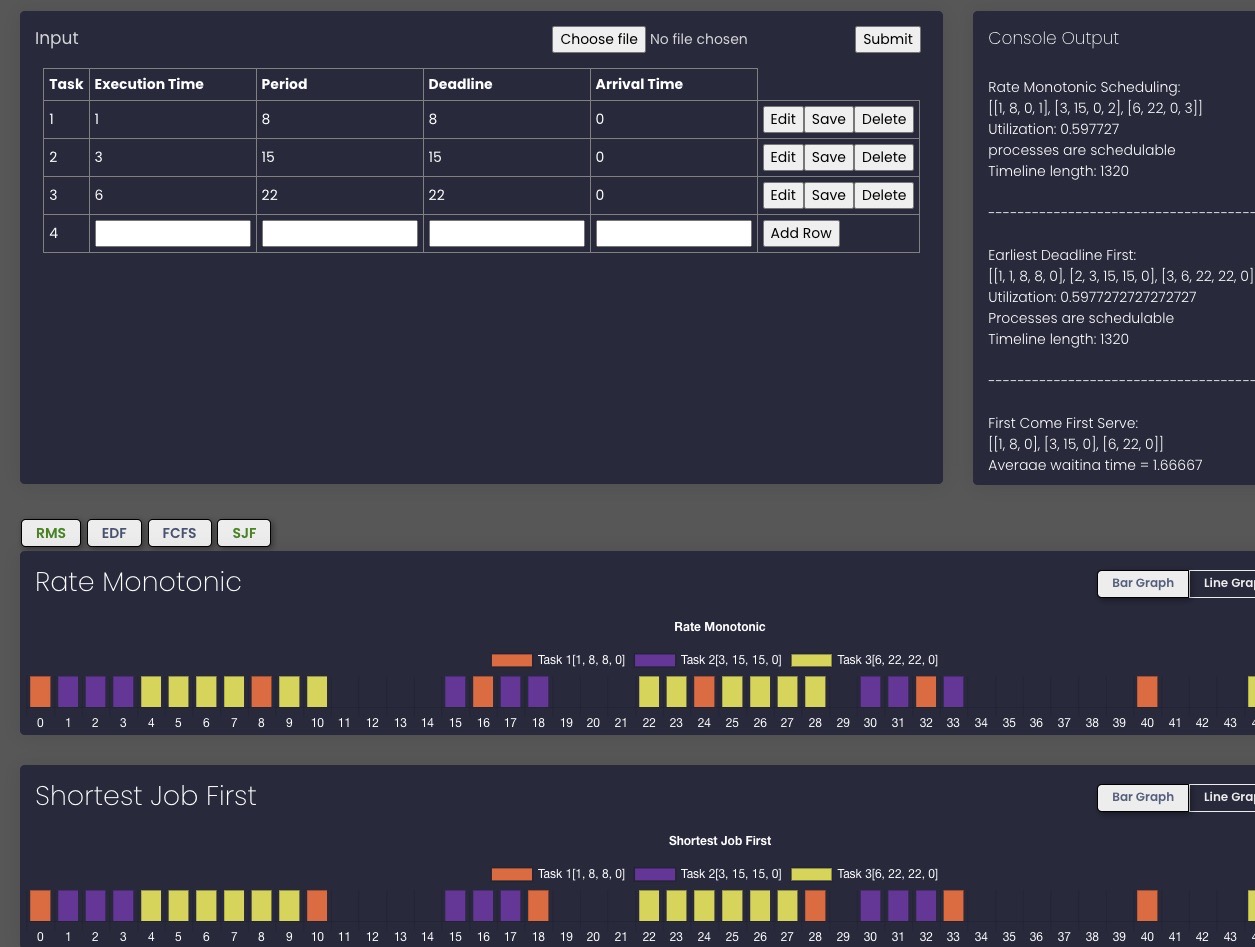 Input
Choose file No file chosen Submit
Task Execution Time Period Deadline Arrival Time
1 1 8 8 0 Edit Save Delete
2 3 15 15 0 Edit Save Delete
3 6 22 22 0 Edit Save Delete
4 Add Row
Console Output
Rate Monotonic Scheduling:
[[1, 8, 0, 1], [3, 15, 0, 2], [6, 22, 0, 3]]
Utilization: 0.597727
processes are schedulable
Timeline length: 1320
-------------------------------------
Earliest Deadline First:
[[1, 1, 8, 8, 0], [2, 3, 15, 15, 0], [3, 6, 22, 22, 0]
Utilization: 0.5977272727272727
Processes are schedulable
Timeline length: 1320
-------------------------------------
First Come First Serve:
[[1, 8, 0], [3, 15, 0], [6, 22, 0]]
Average waiting time = 1.66667
RMS EDF FCFS SJF
Rate Monotonic
Bar Graph Line Gra
Rate Monotonic
Task 1[1, 8, 8, 0] Task 2[3, 15, 15, 0] Task 3[6, 22, 22, 0]
0 1 2 3 4 5 6 7 8 9 10 11 12 13 14 15 16 17 18 19 20 21 22 23 24 25 26 27 28 29 30 31 32 33 34 35 36 37 38 39 40 41 42 43
Shortest Job First
Bar Graph Line Gra
Shortest Job First
Task 1[1, 8, 8, 0] Task 2[3, 15, 15, 0] Task 3[6, 22, 22, 0]
0 1 2 3 4 5 6 7 8 9 10 11 12 13 14 15 16 17 18 19 20 21 22 23 24 25 26 27 28 29 30 31 32 33 34 35 36 37 38 39 40 41 42 43